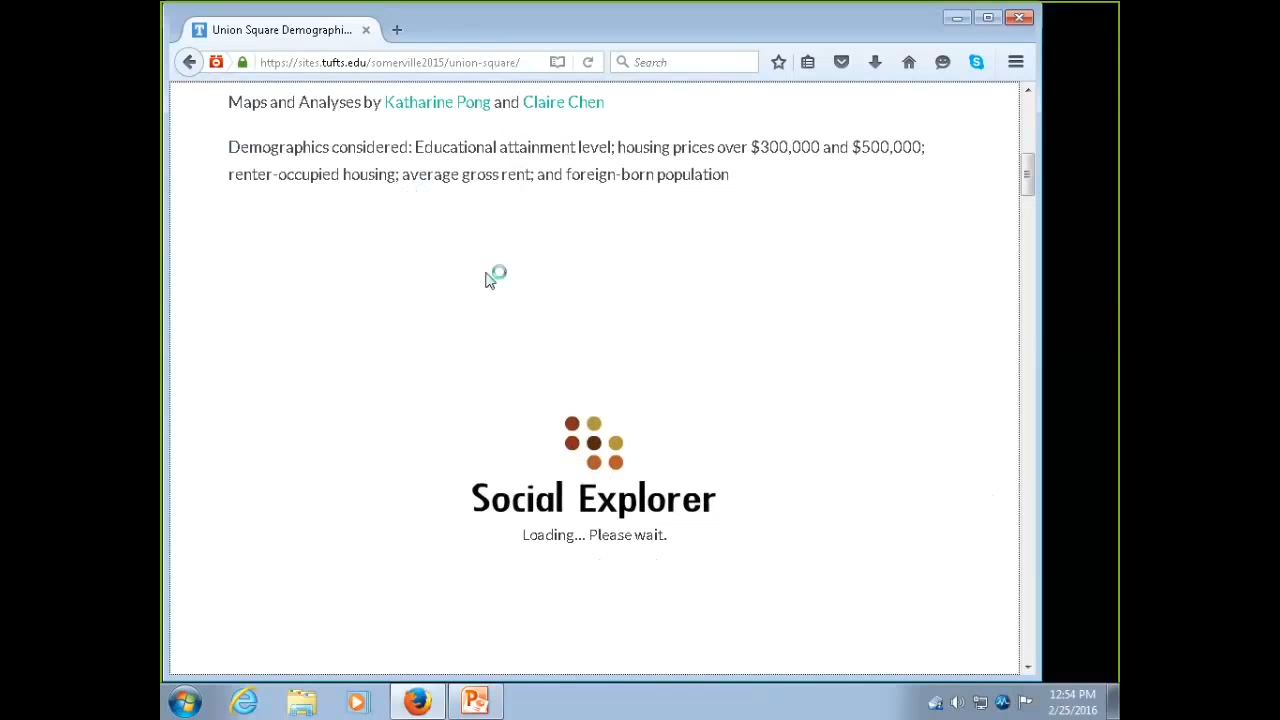 Union Square Demographi...
https://sites.tufts.edu/somerville2015/union-square/
Search
Maps and Analyses by Katharine Pong and Claire Chen
Demographics considered: Educational attainment level; housing prices over $300,000 and $500,000;
renter-occupied housing; average gross rent; and foreign-born population
Social Explorer
Loading... Please wait.
12:54 PM
2/25/2016